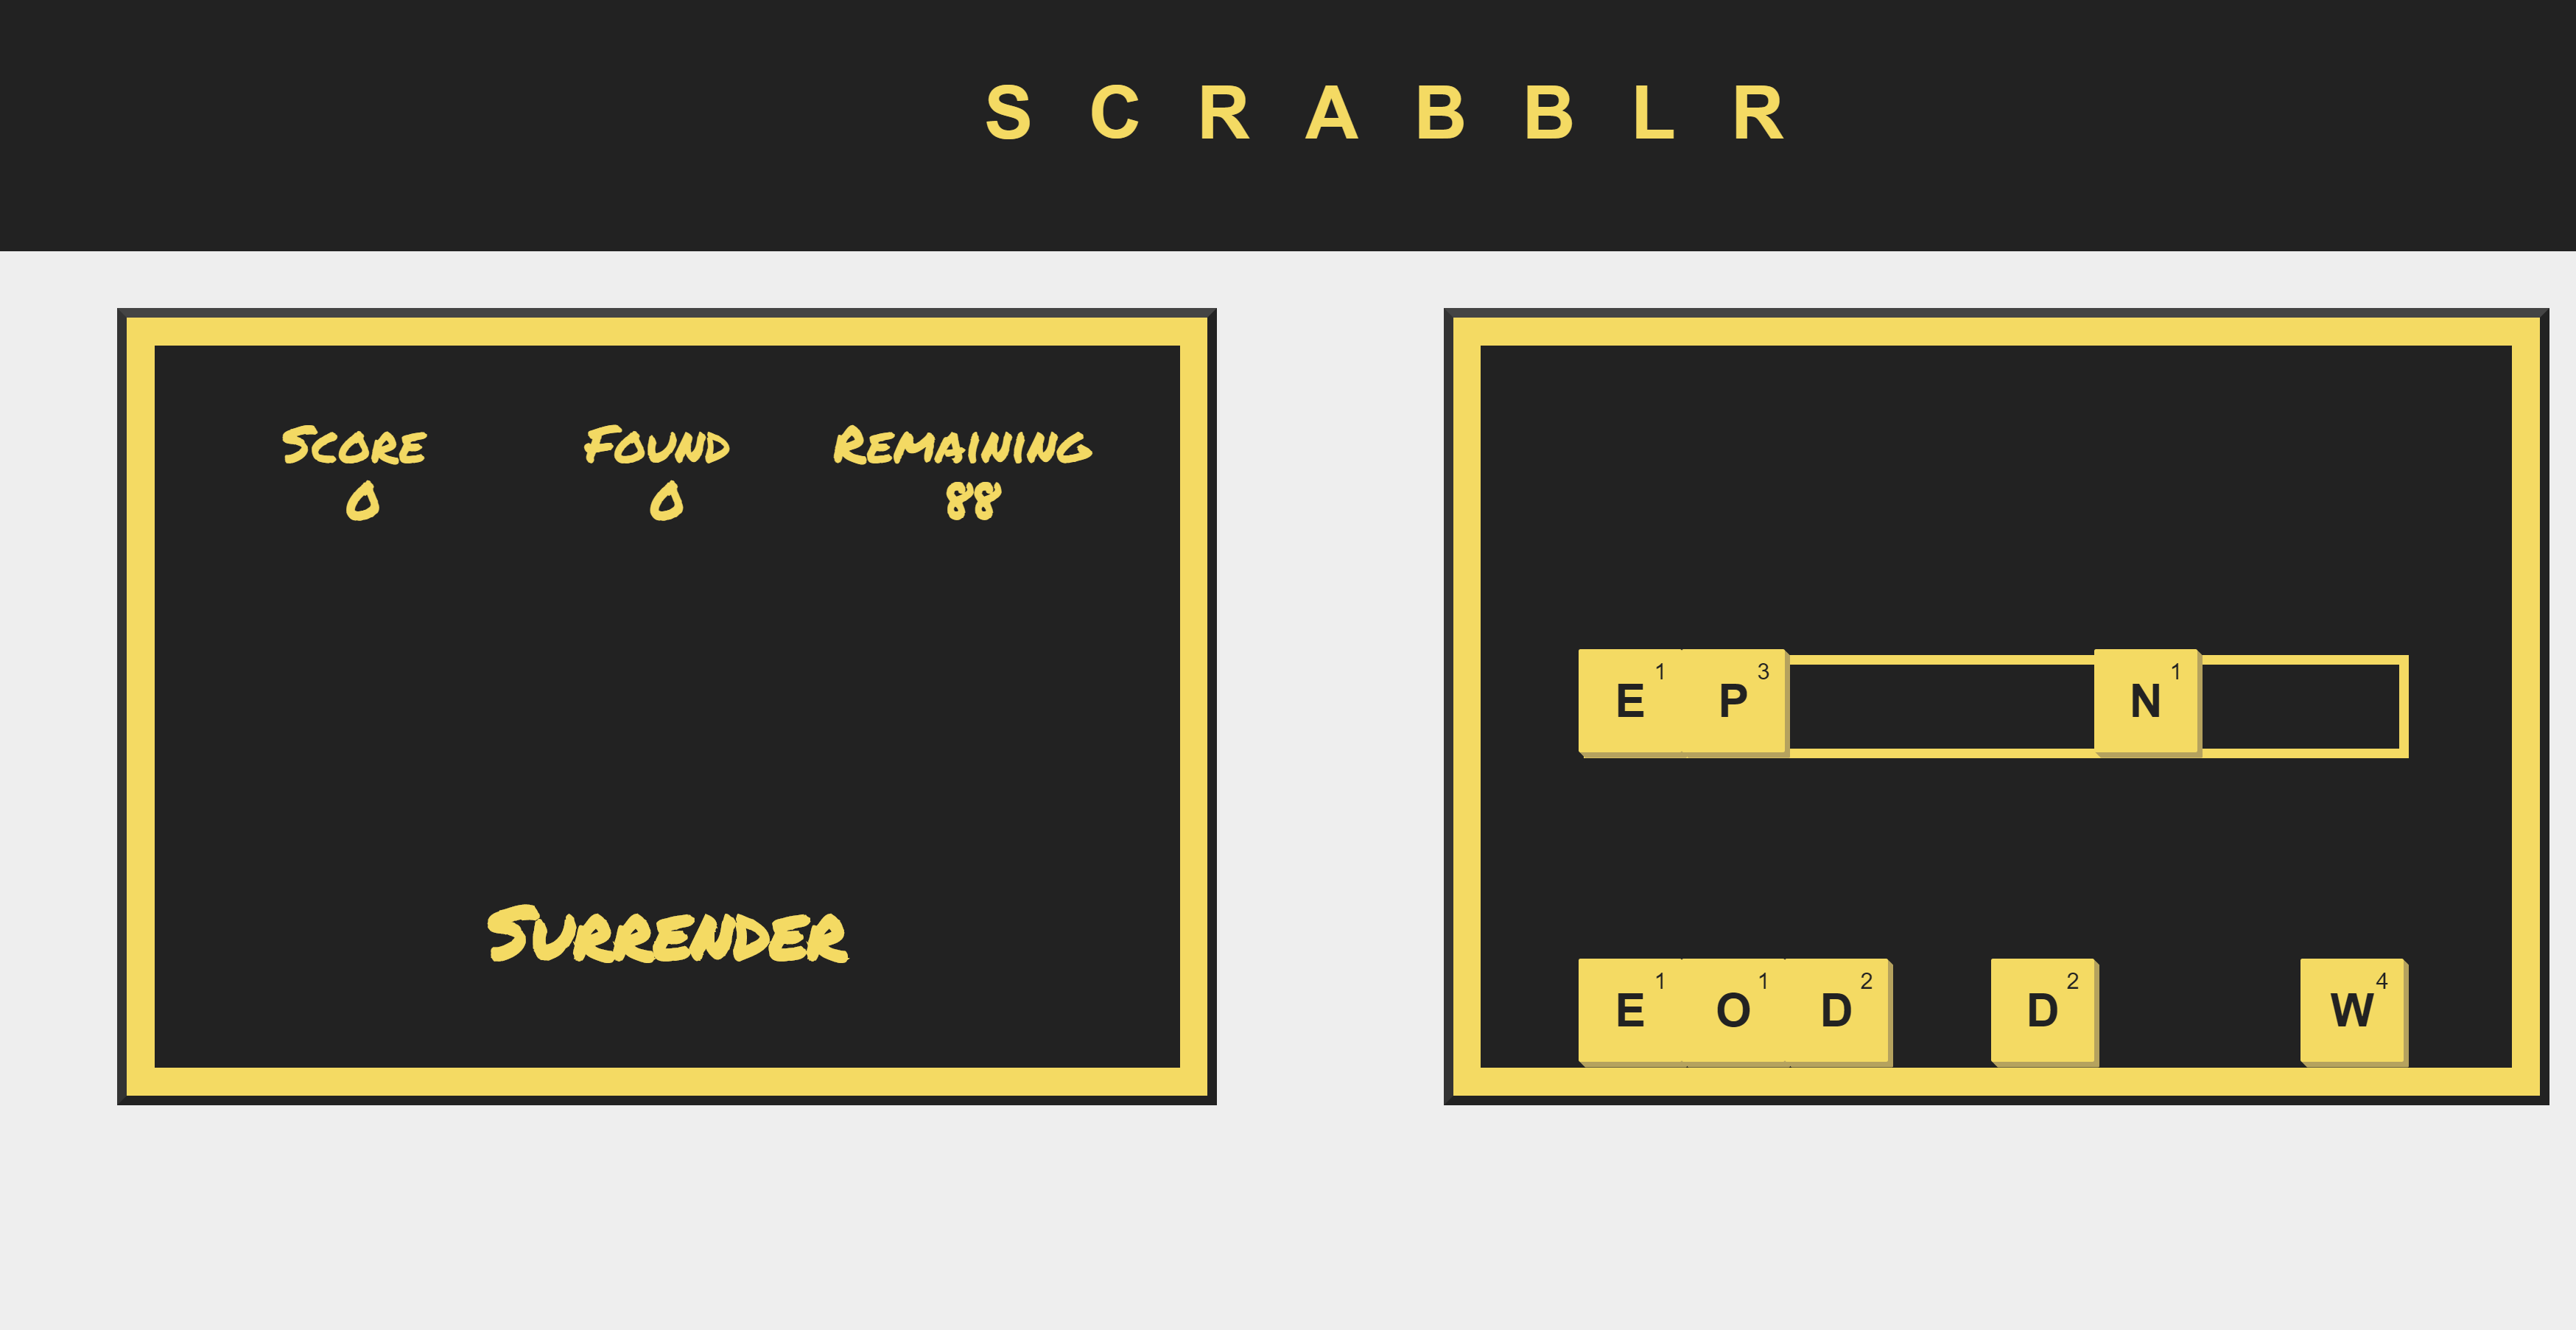 S C R A B B L R
Score Found Remaining
0 0 88
Surrender
E 1 P 3 N 1
E 1 O 1 D 2 D 2 W 4